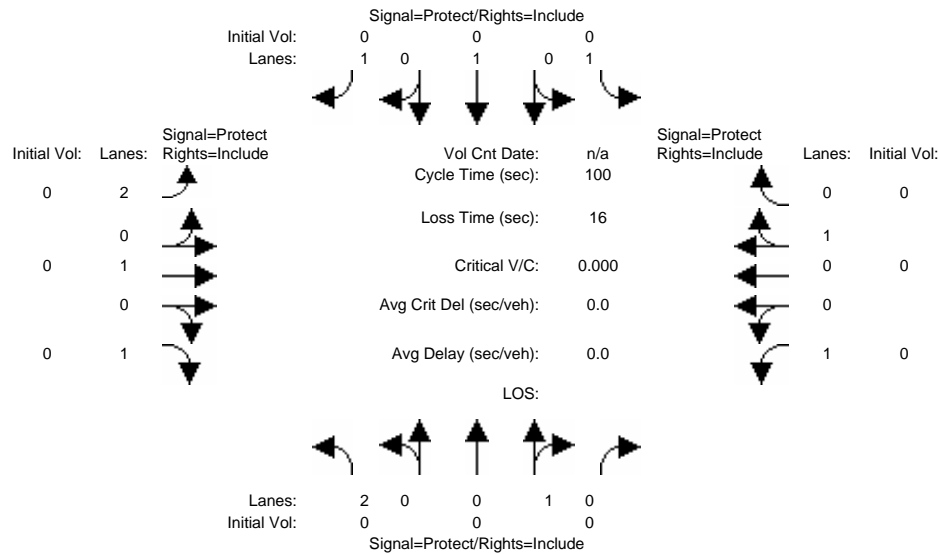 Signal=Protect/Rights=Include
Initial Vol: 0 0 0
Lanes: 1 0 1 0 1
Signal=Protect Signal=Protect
Initial Vol: Lanes: Rights=Include Vol Cnt Date: n/a Rights=Include Lanes: Initial Vol:
Cycle Time (sec): 100
0 2 0 0
Loss Time (sec): 16
0 1
0 1 Critical V/C: 0.000 0 0
0 Avg Crit Del (sec/veh): 0.0 0
0 1 Avg Delay (sec/veh): 0.0 1 0
LOS:
Lanes: 2 0 0 1 0
Initial Vol: 0 0 0
Signal=Protect/Rights=Include